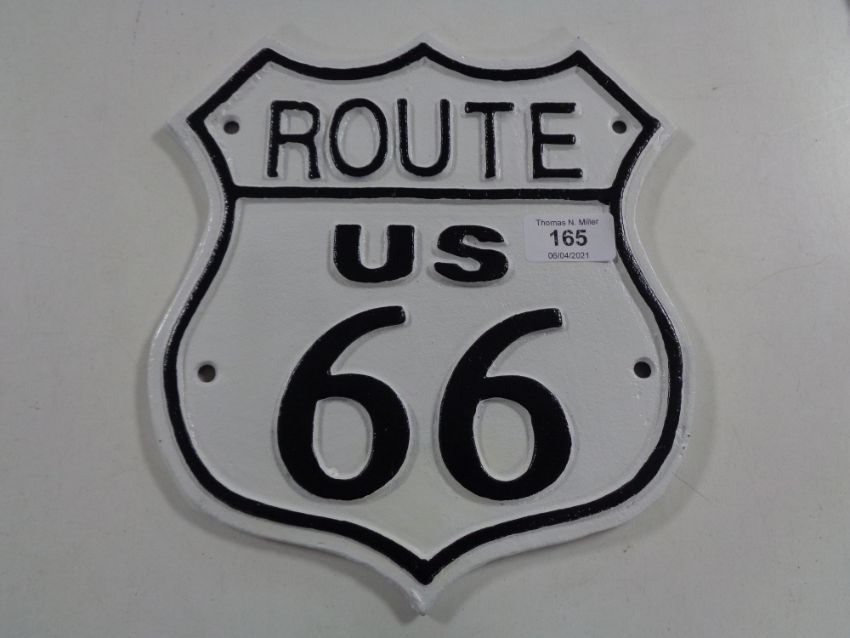 ROUTE
US
66
Thomas N. Miller
165
06/04/2021